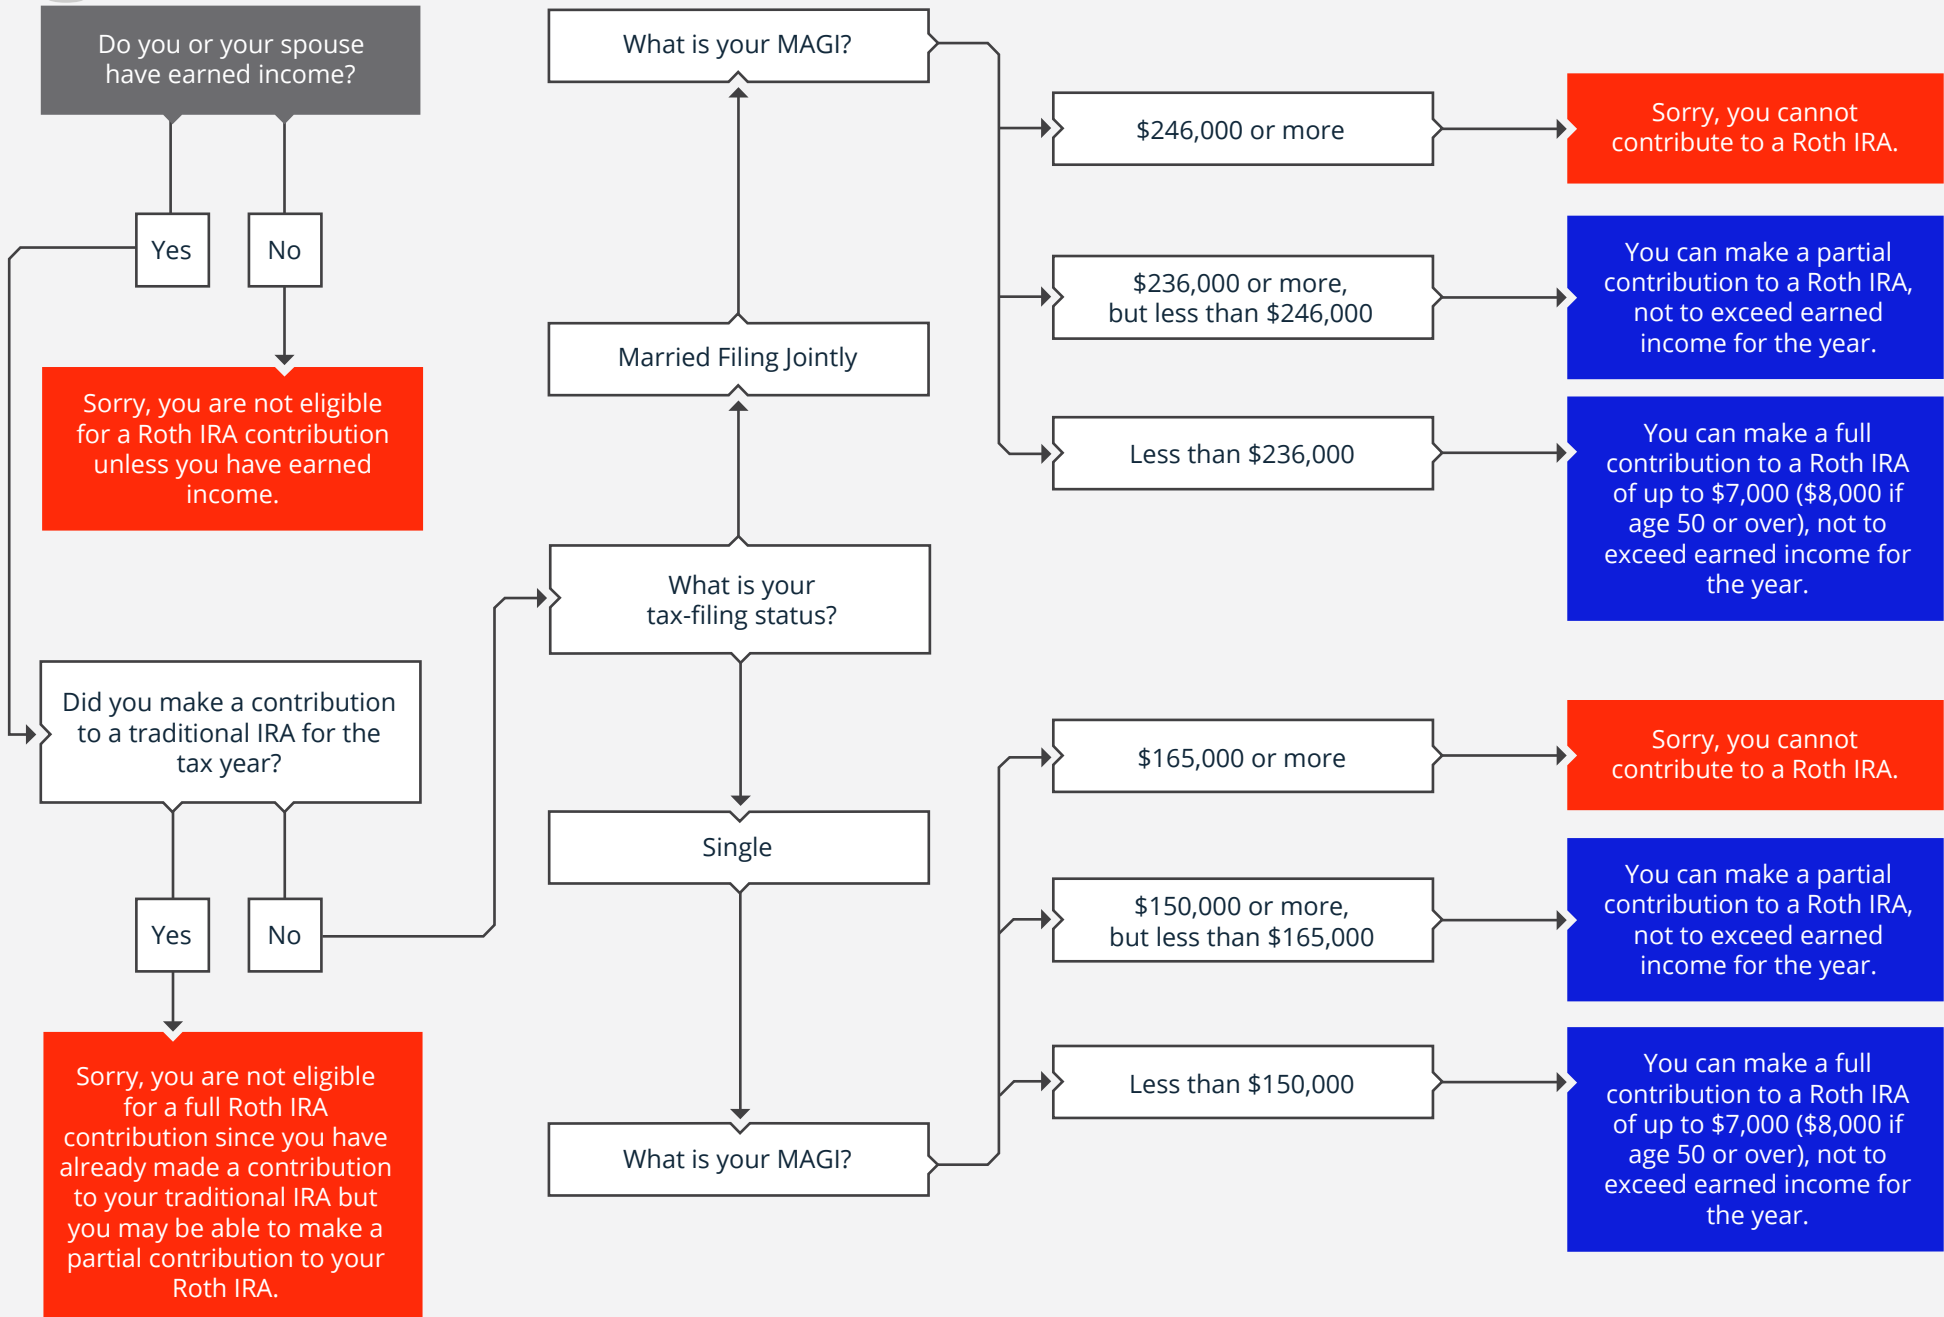 Do you or your spouse
have earned income?
Yes
No
Sorry, you are not eligible
for a Roth IRA contribution
unless you have earned
income.
Did you make a contribution
to a traditional IRA for the
tax year?
Yes
No
Sorry, you are not eligible
for a full Roth IRA
contribution since you have
already made a contribution
to your traditional IRA but
you may be able to make a
partial contribution to your
Roth IRA.
What is your MAGI?
Married Filing Jointly
What is your
tax-filing status?
Single
What is your MAGI?
$246,000 or more
$236,000 or more,
but less than $246,000
Less than $236,000
$165,000 or more
$150,000 or more,
but less than $165,000
Less than $150,000
Sorry, you cannot
contribute to a Roth IRA.
You can make a partial
contribution to a Roth IRA,
not to exceed earned
income for the year.
You can make a full
contribution to a Roth IRA
of up to $7,000 ($8,000 if
age 50 or over), not to
exceed earned income for
the year.
Sorry, you cannot
contribute to a Roth IRA.
You can make a partial
contribution to a Roth IRA,
not to exceed earned
income for the year.
You can make a full
contribution to a Roth IRA
of up to $7,000 ($8,000 if
age 50 or over), not to
exceed earned income for
the year.